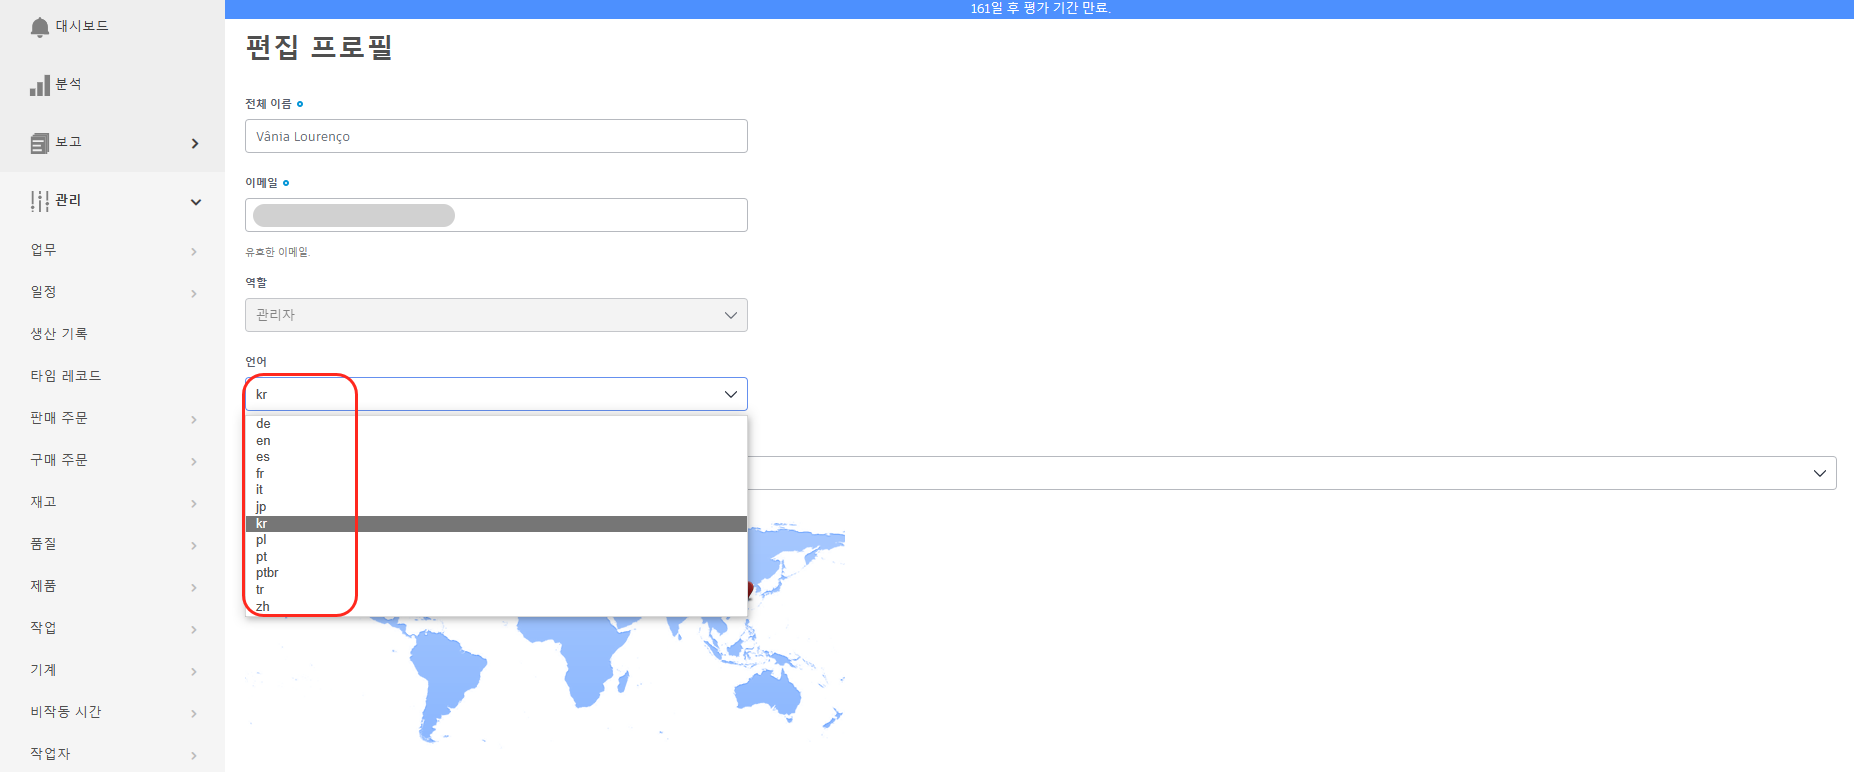 161일 후 평가 기간 만료.
대시보드
분석
보고
관리
업무
일정
생산 기록
타임 레코드
판매 주문
구매 주문
재고
품질
제품
작업
기계
비작동 시간
작업자
편집 프로필
전체 이름
Vânia Lourenço
이메일
유효한 이메일.
역할
관리자
언어
kr
de
en
es
fr
it
jp
kr
pl
pt
ptbr
tr
zh